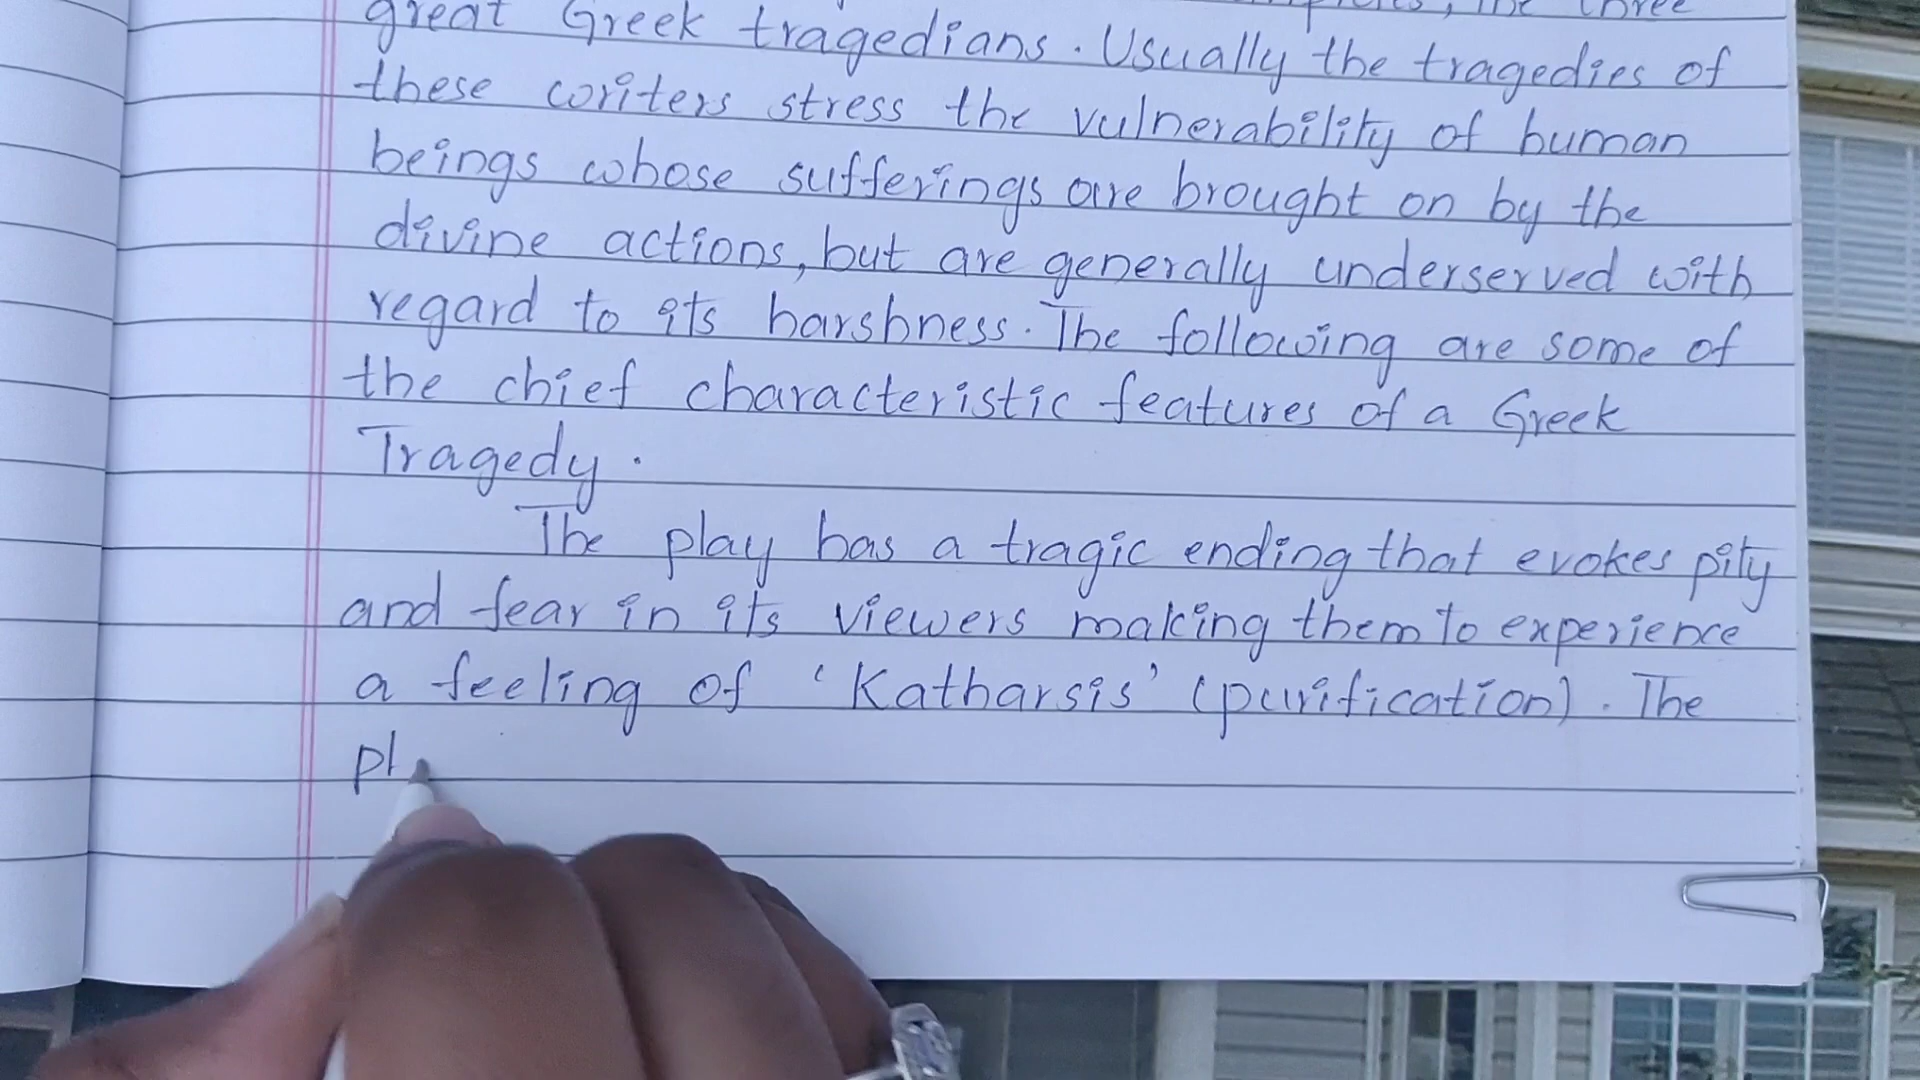 the three
great Greek tragedians. Usually the tragedies of
these writers stress the vulnerability of human
beings whose sufferings are brought on by the
divine actions, but are generally underserved with
regard to its harshness. The following are some of
the chief characteristic features of a Greek
Tragedy.
The play has a tragic ending that evokes pity
and fear in its viewers making them to experience
a feeling of 'Katharsis' (purification). The
pl